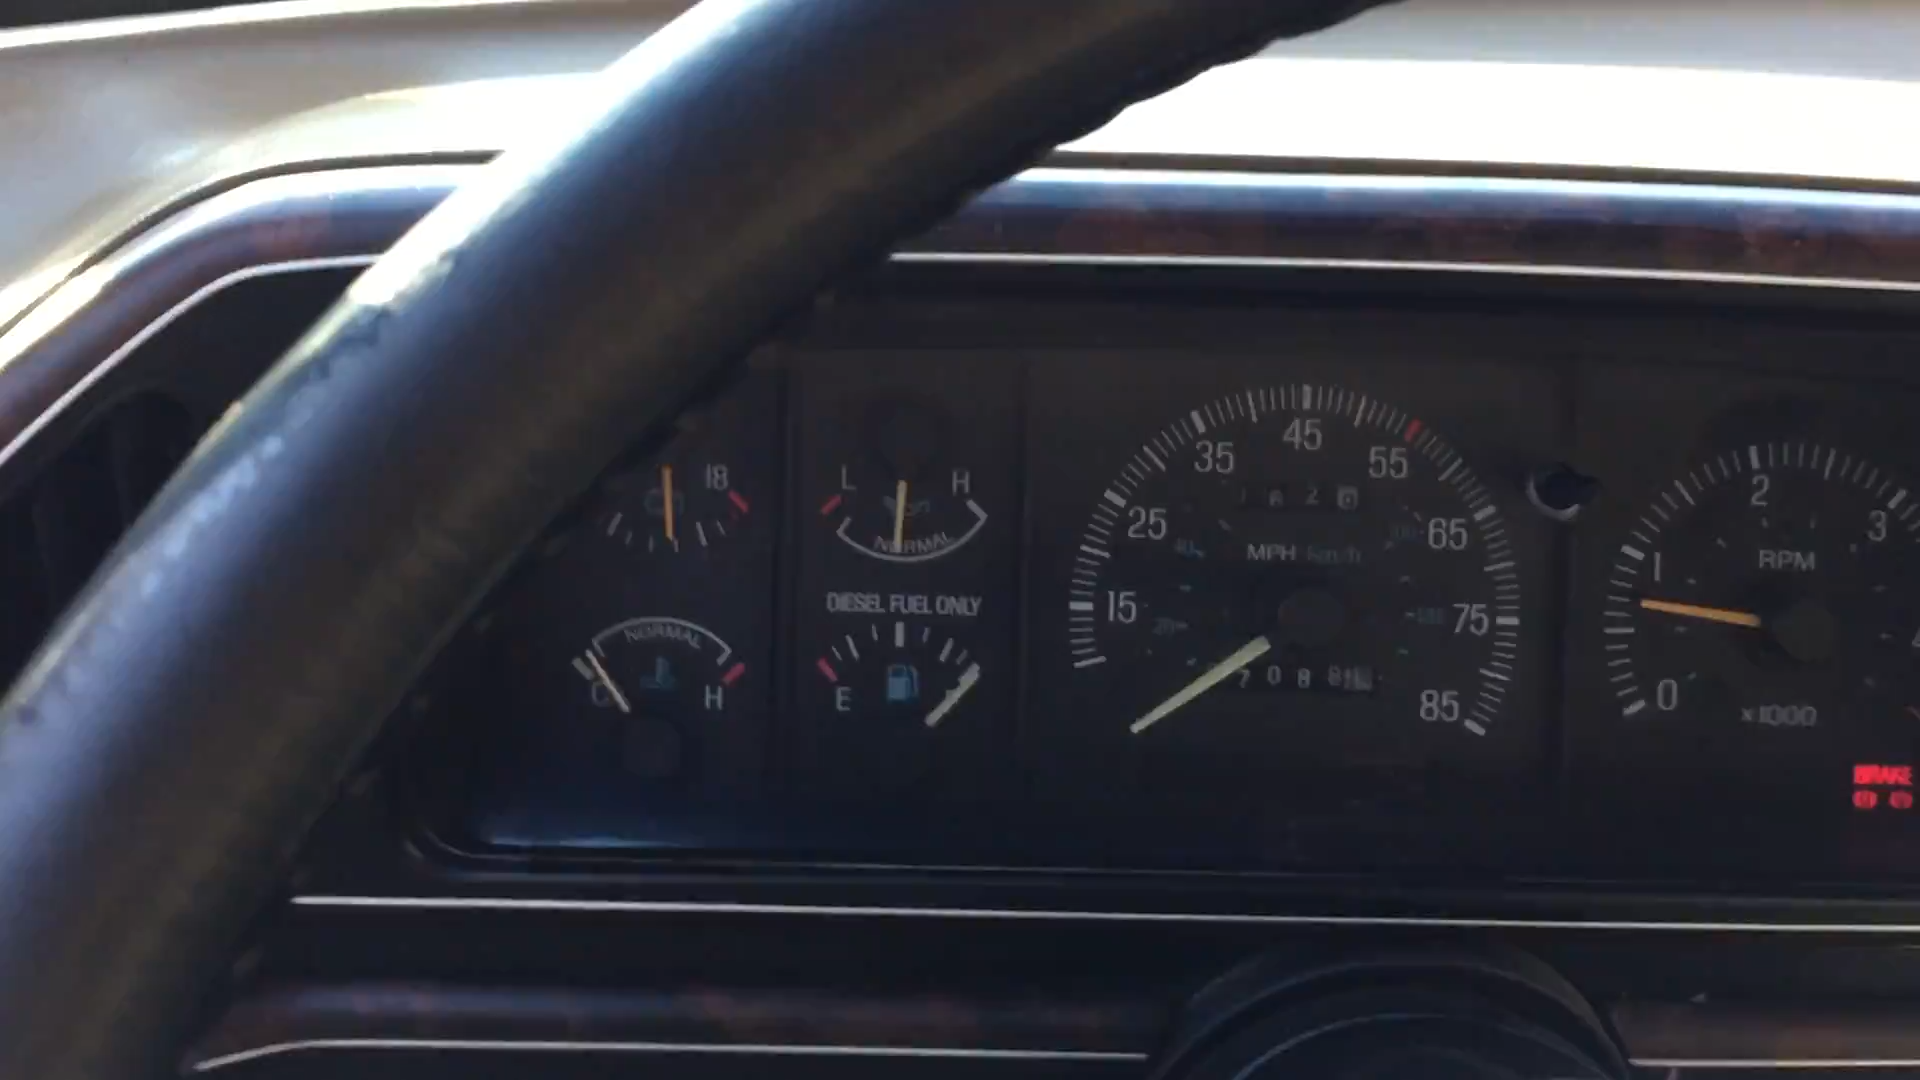 18
L H
NORMAL
DIESEL FUEL ONLY
NORMAL
C H
E
15 25 35 45 55 65 75 85
MPH km/h
0 1 2 3
RPM
x1000
BRAKE